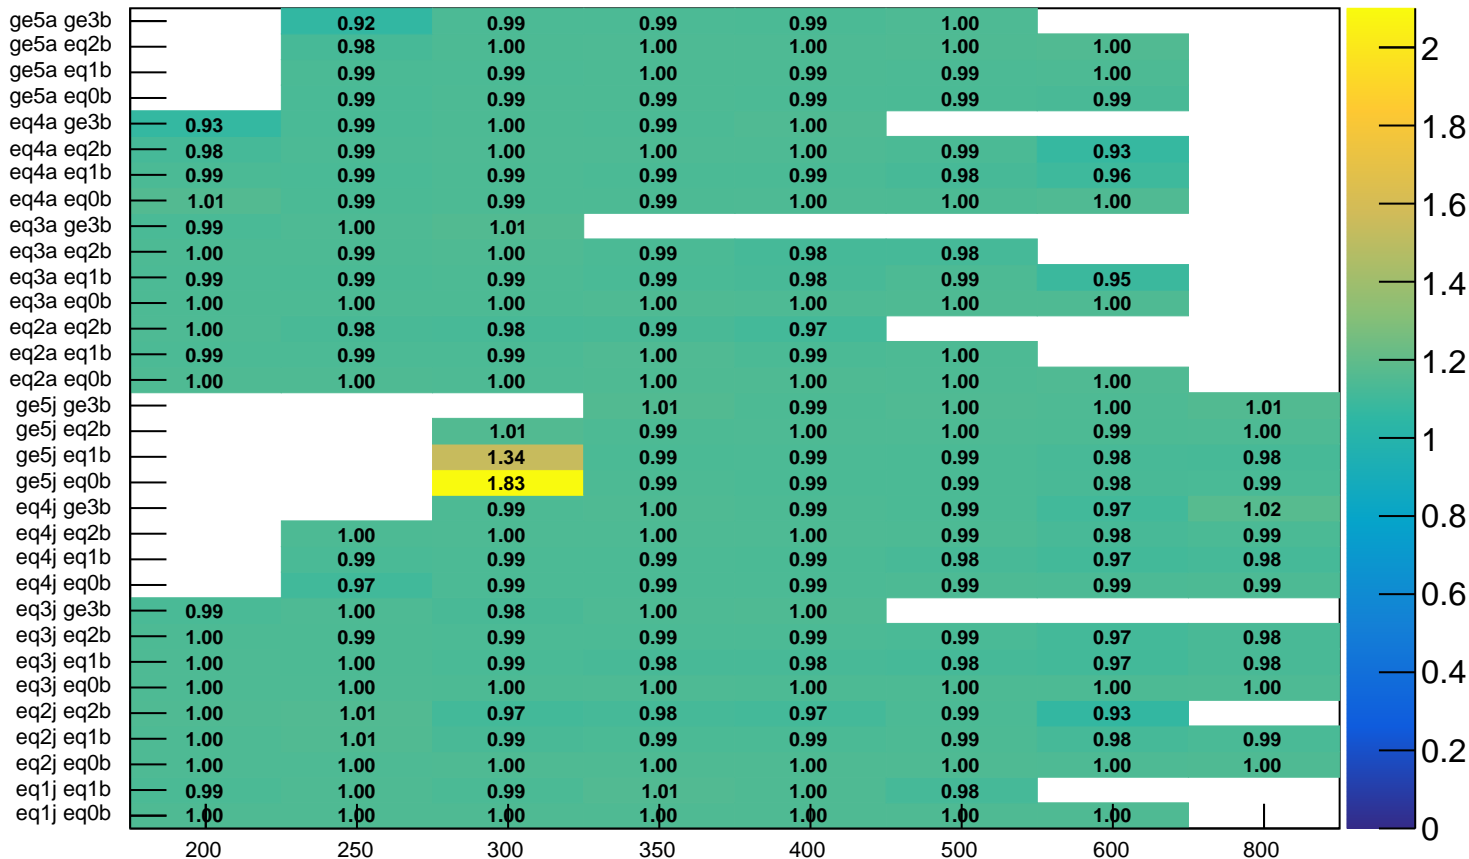 ge5a ge3b 0.92 0.99 0.99 0.99 1.00
ge5a eq2b 0.98 1.00 1.00 1.00 1.00 1.00
ge5a eq1b 0.99 0.99 1.00 0.99 0.99 1.00
ge5a eq0b 0.99 0.99 0.99 0.99 0.99 0.99
eq4a ge3b 0.93 0.99 1.00 0.99 1.00
eq4a eq2b 0.98 0.99 1.00 1.00 1.00 0.99 0.93
eq4a eq1b 0.99 0.99 0.99 0.99 0.99 0.98 0.96
eq4a eq0b 1.01 0.99 0.99 0.99 1.00 1.00 1.00
eq3a ge3b 0.99 1.00 1.01
eq3a eq2b 1.00 0.99 1.00 0.99 0.98 0.98
eq3a eq1b 0.99 0.99 0.99 0.99 0.98 0.99 0.95
eq3a eq0b 1.00 1.00 1.00 1.00 1.00 1.00 1.00
eq2a eq2b 1.00 0.98 0.98 0.99 0.97
eq2a eq1b 0.99 0.99 0.99 1.00 0.99 1.00
eq2a eq0b 1.00 1.00 1.00 1.00 1.00 1.00 1.00
ge5j ge3b 1.01 0.99 1.00 1.00 1.01
ge5j eq2b 1.01 0.99 1.00 1.00 0.99 1.00
ge5j eq1b 1.34 0.99 0.99 0.99 0.98 0.98
ge5j eq0b 1.83 0.99 0.99 0.99 0.98 0.99
eq4j ge3b 0.99 1.00 0.99 0.99 0.97 1.02
eq4j eq2b 1.00 1.00 1.00 1.00 0.99 0.98 0.99
eq4j eq1b 0.99 0.99 0.99 0.99 0.98 0.97 0.98
eq4j eq0b 0.97 0.99 0.99 0.99 0.99 0.99 0.99
eq3j ge3b 0.99 1.00 0.98 1.00 1.00
eq3j eq2b 1.00 0.99 0.99 0.99 0.99 0.99 0.97 0.98
eq3j eq1b 1.00 1.00 0.99 0.98 0.98 0.98 0.97 0.98
eq3j eq0b 1.00 1.00 1.00 1.00 1.00 1.00 1.00 1.00
eq2j eq2b 1.00 1.01 0.97 0.98 0.97 0.99 0.93
eq2j eq1b 1.00 1.01 0.99 0.99 0.99 0.99 0.98 0.99
eq2j eq0b 1.00 1.00 1.00 1.00 1.00 1.00 1.00 1.00
eq1j eq1b 0.99 1.00 0.99 1.01 1.00 0.98
eq1j eq0b 1.00 1.00 1.00 1.00 1.00 1.00 1.00
200 250 300 350 400 500 600 800
2
1.8
1.6
1.4
1.2
1
0.8
0.6
0.4
0.2
0